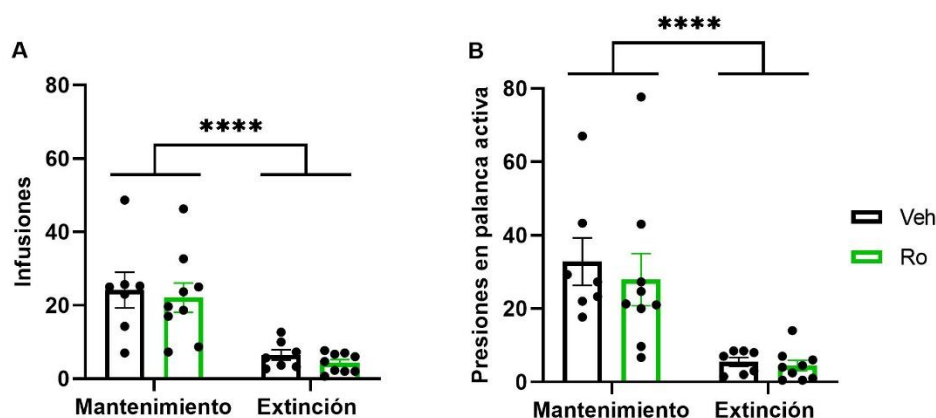 A
Infusiones
80
60
40
20
0
****
Mantenimiento
Extinción
B
Presiones en palanca activa
80
60
40
20
0
****
Mantenimiento
Extinción
Veh
Ro